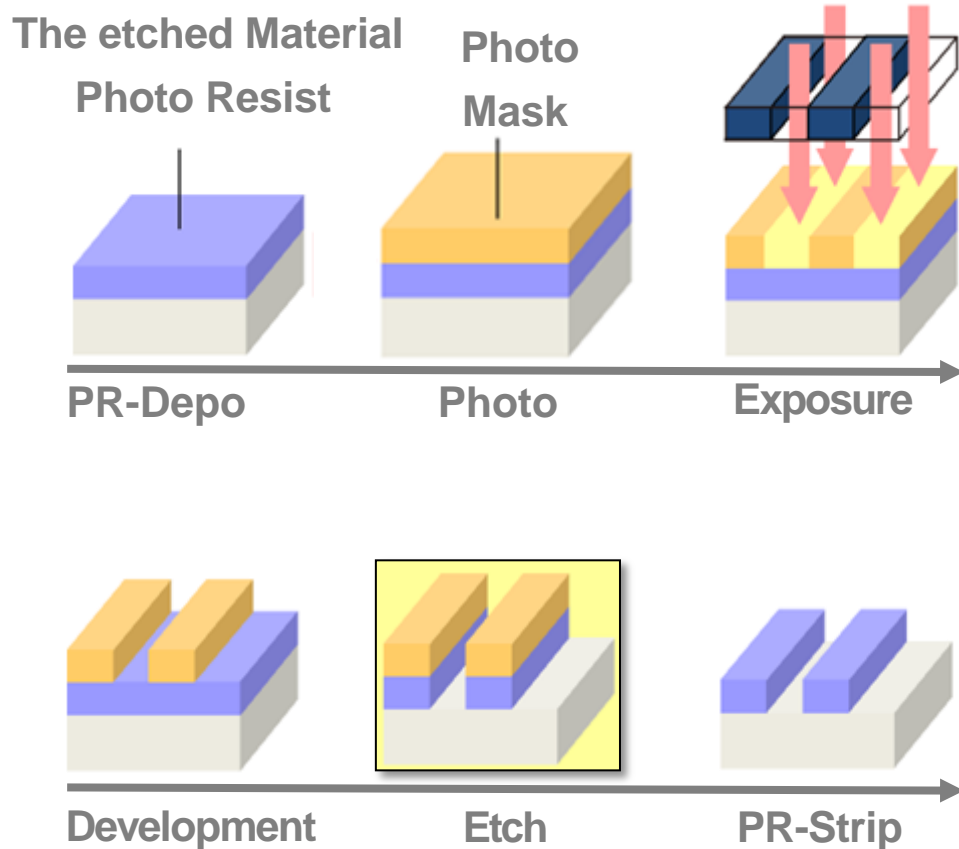 The etched Material
Photo Resist
Photo
Mask
PR-Depo
Photo
Exposure
Development
Etch
PR-Strip